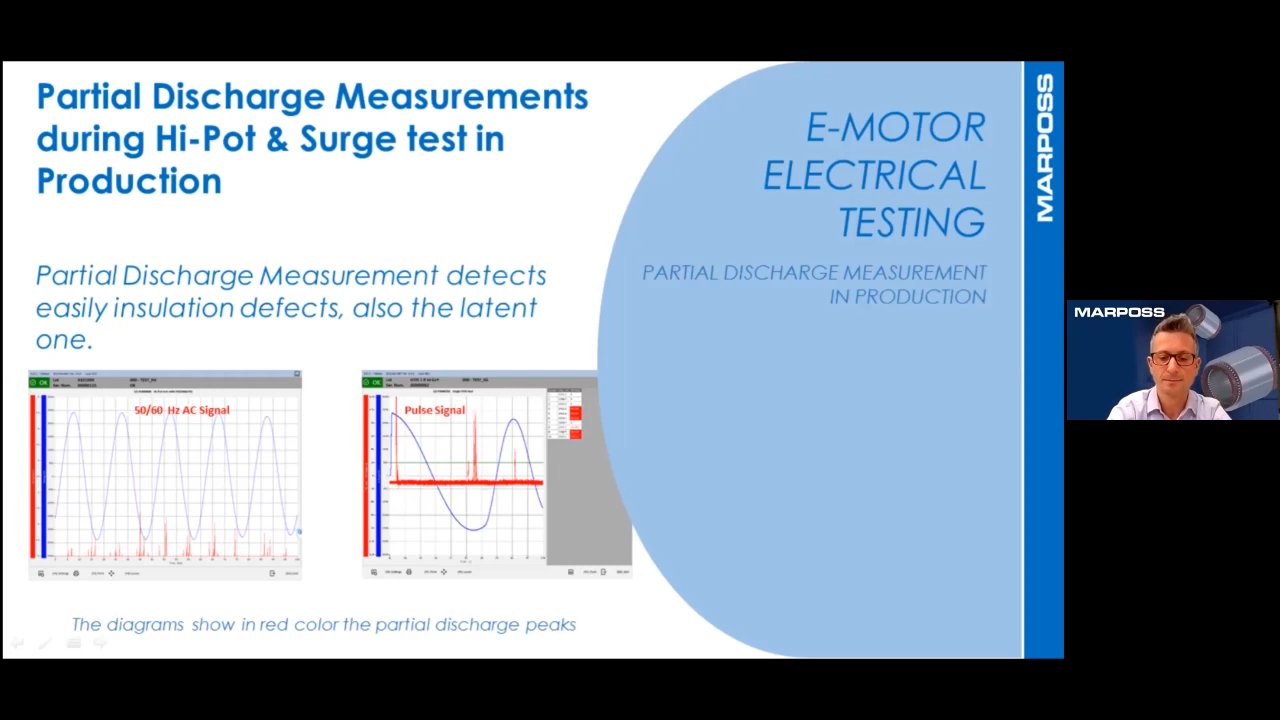 Partial Discharge Measurements
during Hi-Pot & Surge test in
Production
Partial Discharge Measurement detects
easily insulation defects, also the latent
one.
50/60 Hz AC Signal
Pulse Signal
The diagrams show in red color the partial discharge peaks
E-MOTOR
ELECTRICAL
TESTING
PARTIAL DISCHARGE MEASUREMENT
IN PRODUCTION
MARPOSS
MARPOSS